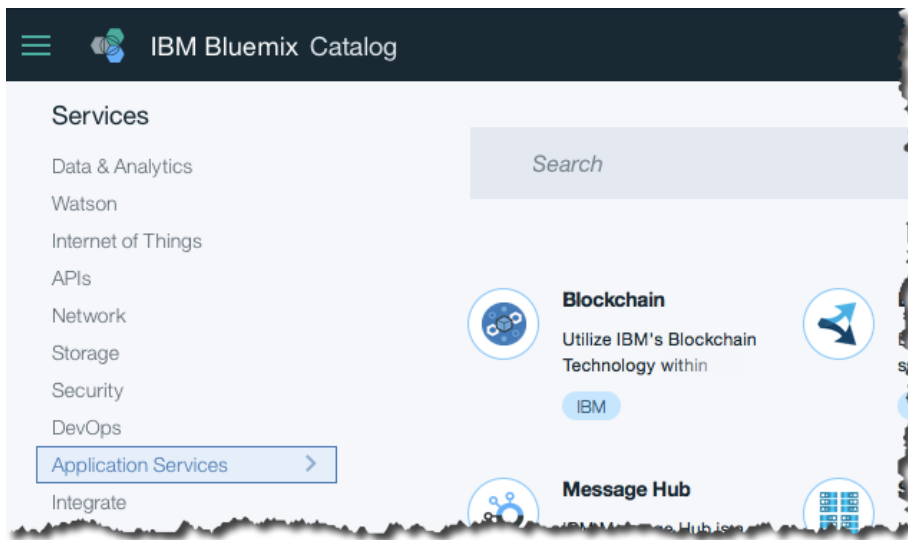 IBM Bluemix Catalog
Services
Data & Analytics
Watson
Internet of Things
APIs
Network
Storage
Security
DevOps
Application Services
Integrate
Search
Blockchain
Utilize IBM's Blockchain
Technology within
IBM
Message Hub